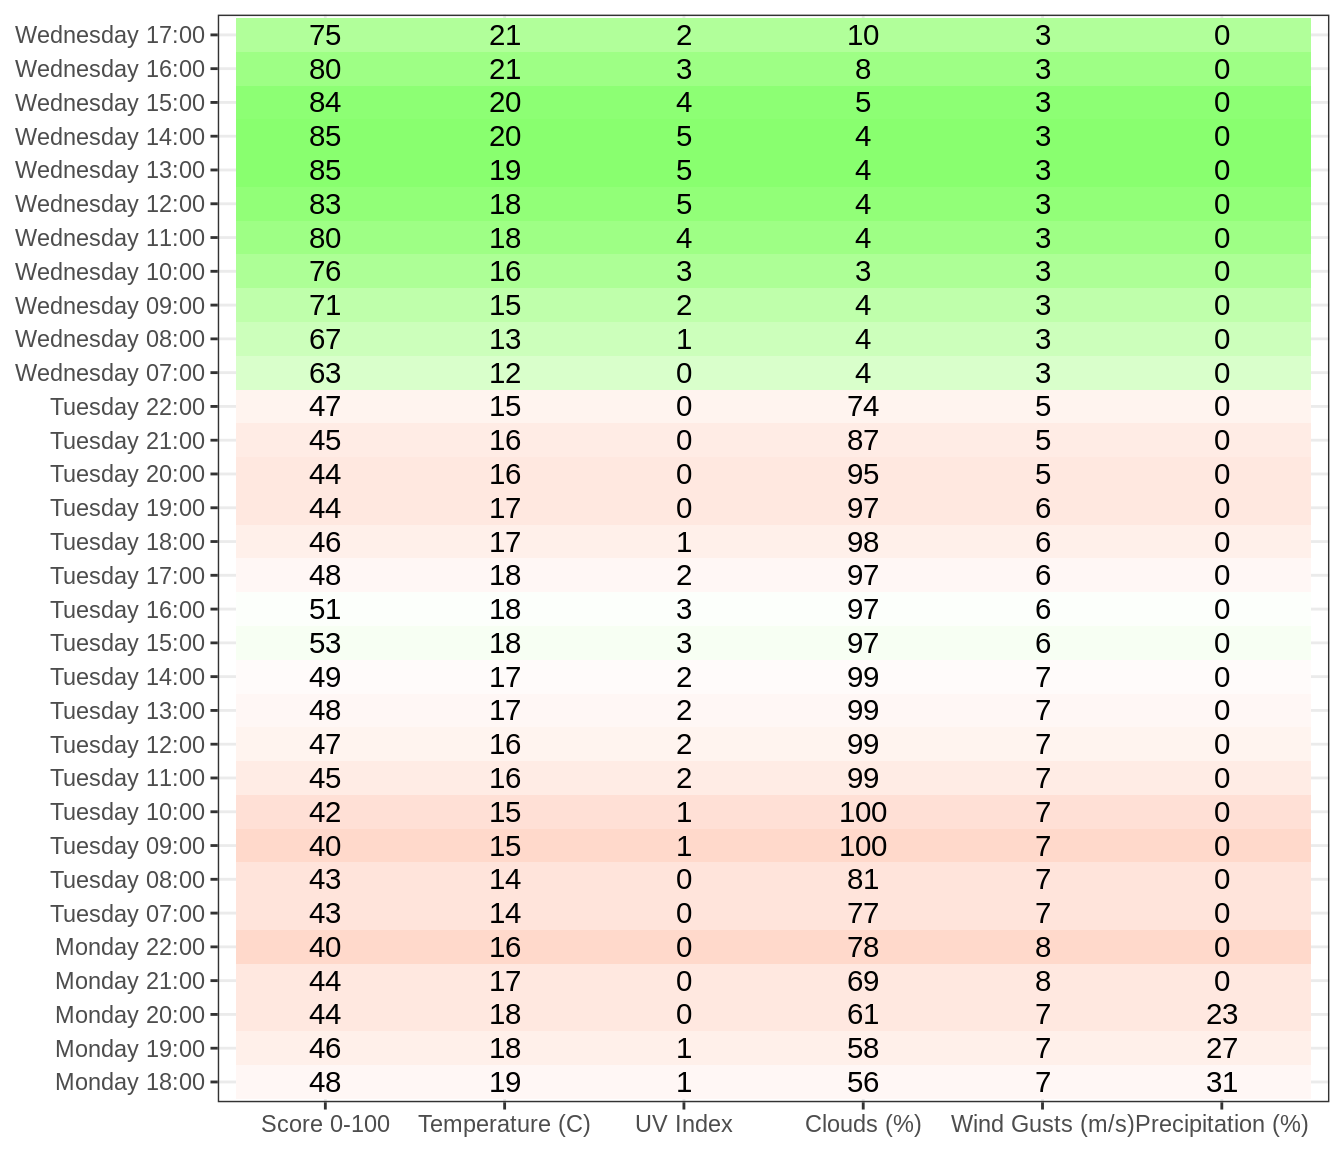 Wednesday 17:00 75 21 2 10 3 0
Wednesday 16:00 80 21 3 8 3 0
Wednesday 15:00 84 20 4 5 3 0
Wednesday 14:00 85 20 5 4 3 0
Wednesday 13:00 85 19 5 4 3 0
Wednesday 12:00 83 18 5 4 3 0
Wednesday 11:00 80 18 4 4 3 0
Wednesday 10:00 76 16 3 3 3 0
Wednesday 09:00 71 15 2 4 3 0
Wednesday 08:00 67 13 1 4 3 0
Wednesday 07:00 63 12 0 4 3 0
Tuesday 22:00 47 15 0 74 5 0
Tuesday 21:00 45 16 0 87 5 0
Tuesday 20:00 44 16 0 95 5 0
Tuesday 19:00 44 17 0 97 6 0
Tuesday 18:00 46 17 1 98 6 0
Tuesday 17:00 48 18 2 97 6 0
Tuesday 16:00 51 18 3 97 6 0
Tuesday 15:00 53 18 3 97 6 0
Tuesday 14:00 49 17 2 99 7 0
Tuesday 13:00 48 17 2 99 7 0
Tuesday 12:00 47 16 2 99 7 0
Tuesday 11:00 45 16 2 99 7 0
Tuesday 10:00 42 15 1 100 7 0
Tuesday 09:00 40 15 1 100 7 0
Tuesday 08:00 43 14 0 81 7 0
Tuesday 07:00 43 14 0 77 7 0
Monday 22:00 40 16 0 78 8 0
Monday 21:00 44 17 0 69 8 0
Monday 20:00 44 18 0 61 7 23
Monday 19:00 46 18 1 58 7 27
Monday 18:00 48 19 1 56 7 31
Score 0-100 Temperature (C) UV Index Clouds (%) Wind Gusts (m/s) Precipitation (%)